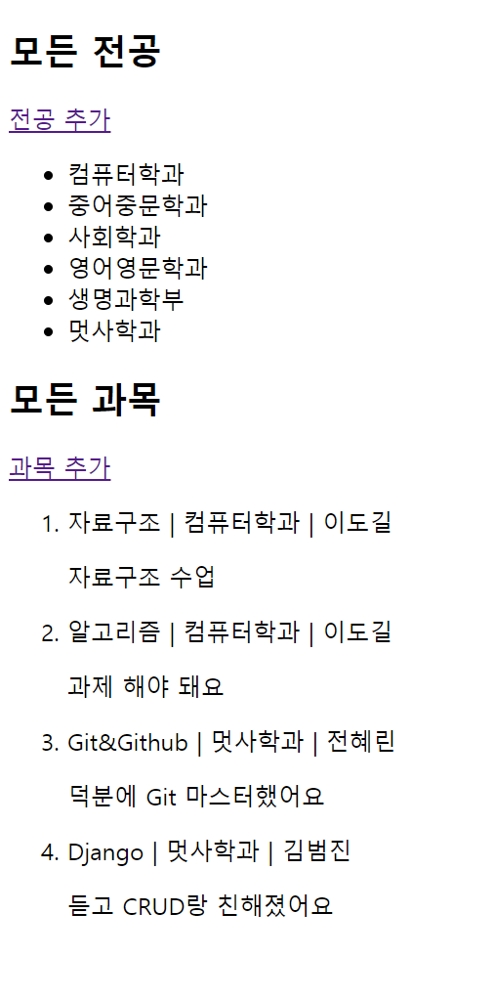 모든 전공
전공 추가
• 컴퓨터학과
• 중어중문학과
• 사회학과
• 영어영문학과
• 생명과학부
• 멋사학과
모든 과목
과목 추가
1. 자료구조 | 컴퓨터학과 | 이도길
자료구조 수업
2. 알고리즘 | 컴퓨터학과 | 이도길
과제 해야 돼요
3. Git&Github | 멋사학과 | 전혜린
덕분에 Git 마스터했어요
4. Django | 멋사학과 | 김범진
듣고 CRUD랑 친해졌어요